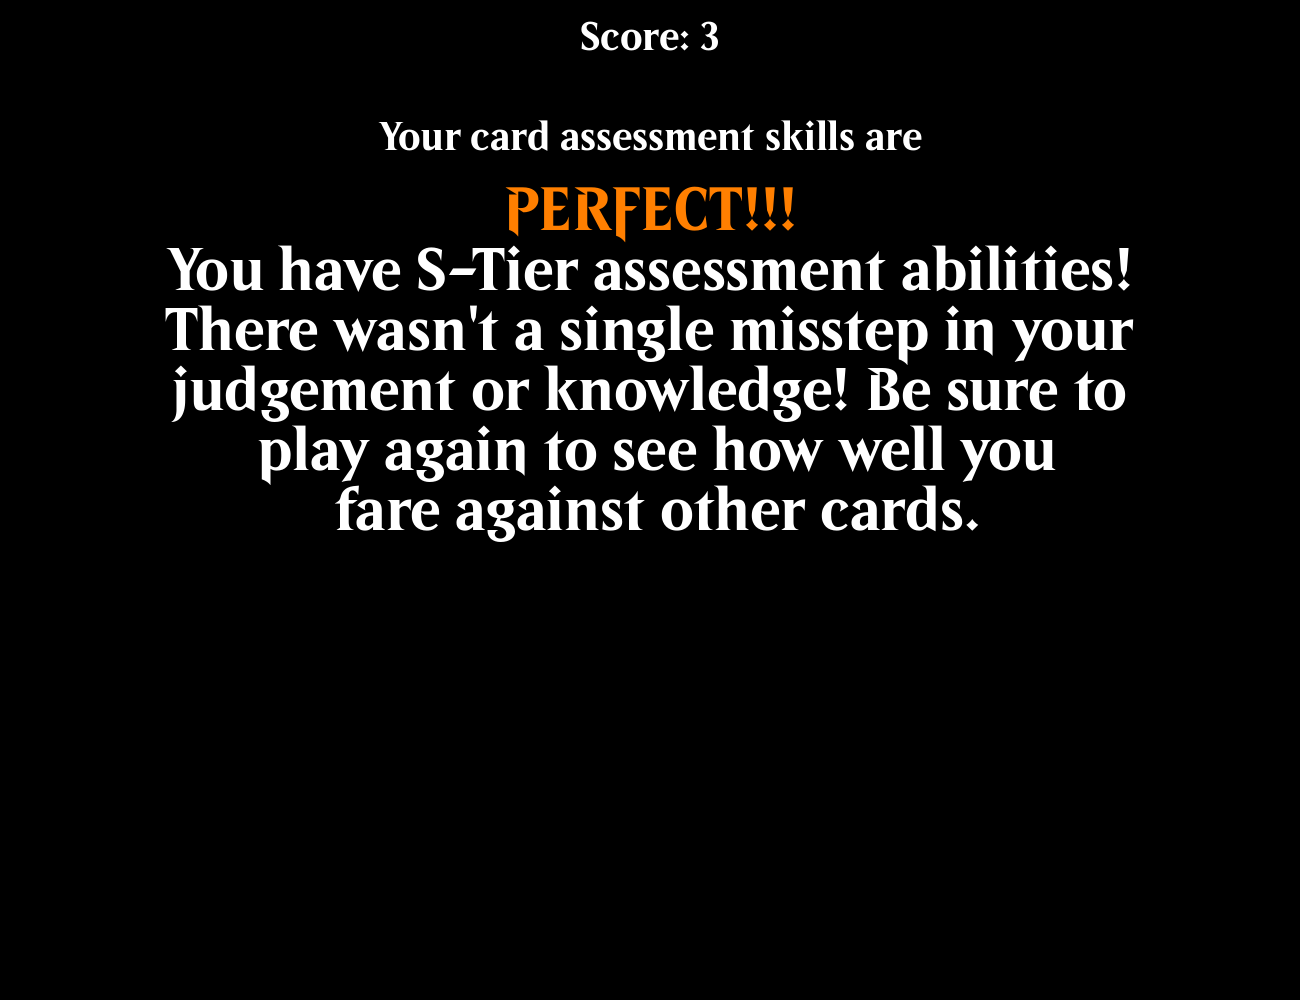 Score: 3
Your card assessment skills are
PERFECT!!!
You have S-Tier assessment abilities!
There wasn't a single misstep in your
judgement or knowledge! Be sure to
play again to see how well you
fare against other cards.